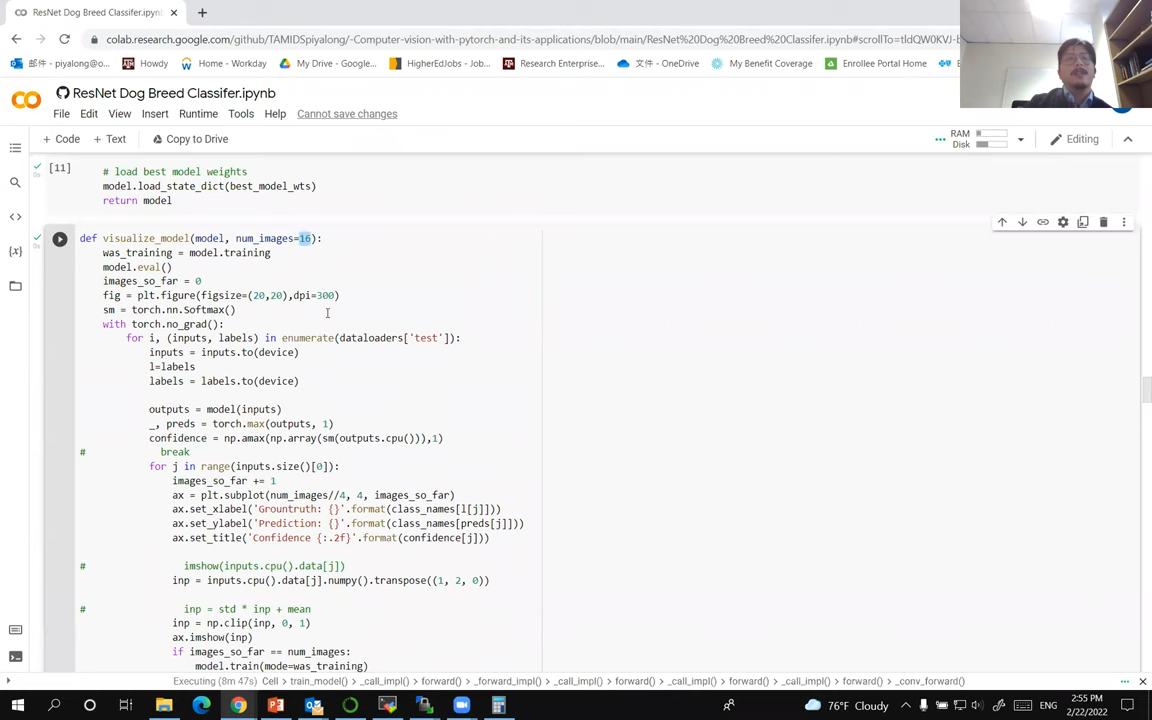 ResNet Dog Breed Classifer.ipyn
colab.research.google.com/github/TAMIDSpiyalong/-Computer-vision-with-pytorch-and-its-applications/blob/main/ResNet%20Dog%20Breed%20Classifer.ipynb#scrollTo=tldQW0KVJ-
邮件 - piyalong@o...
Howdy
Home - Workday
My Drive - Google...
HigherEdJobs - Job...
Research Enterprise...
文件 - OneDrive
My Benefit Coverage
Enrollee Portal Home
ResNet Dog Breed Classifer.ipynb
File Edit View Insert Runtime Tools Help Cannot save changes
+ Code + Text Copy to Drive
RAM
Disk
Editing
[11]
# load best model weights
model.load_state_dict(best_model_wts)
return model
def visualize_model(model, num_images=16):
was_training = model.training
model.eval()
images_so_far = 0
fig = plt.figure(figsize=(20,20),dpi=300)
sm = torch.nn.Softmax()
with torch.no_grad():
for i, (inputs, labels) in enumerate(dataloaders['test']):
inputs = inputs.to(device)
l=labels
labels = labels.to(device)
outputs = model(inputs)
_, preds = torch.max(outputs, 1)
confidence = np.amax(np.array(sm(outputs.cpu())),1)
# break
for j in range(inputs.size()[0]):
images_so_far += 1
ax = plt.subplot(num_images//4, 4, images_so_far)
ax.set_xlabel('Grountruth: {}'.format(class_names[l[j]]))
ax.set_ylabel('Prediction: {}'.format(class_names[preds[j]]))
ax.set_title('Confidence {:.2f}'.format(confidence[j]))
# imshow(inputs.cpu().data[j])
inp = inputs.cpu().data[j].numpy().transpose((1, 2, 0))
# inp = std * inp + mean
inp = np.clip(inp, 0, 1)
ax.imshow(inp)
if images_so_far == num_images:
model.train(mode=was_training)
Executing (8m 47s) Cell > train_model() > _call_impl() > forward() > _forward_impl() > _call_impl() > forward() > _call_impl() > forward() > _call_impl() > forward() > _conv_forward()
76°F Cloudy
ENG
2:55 PM
2/22/2022